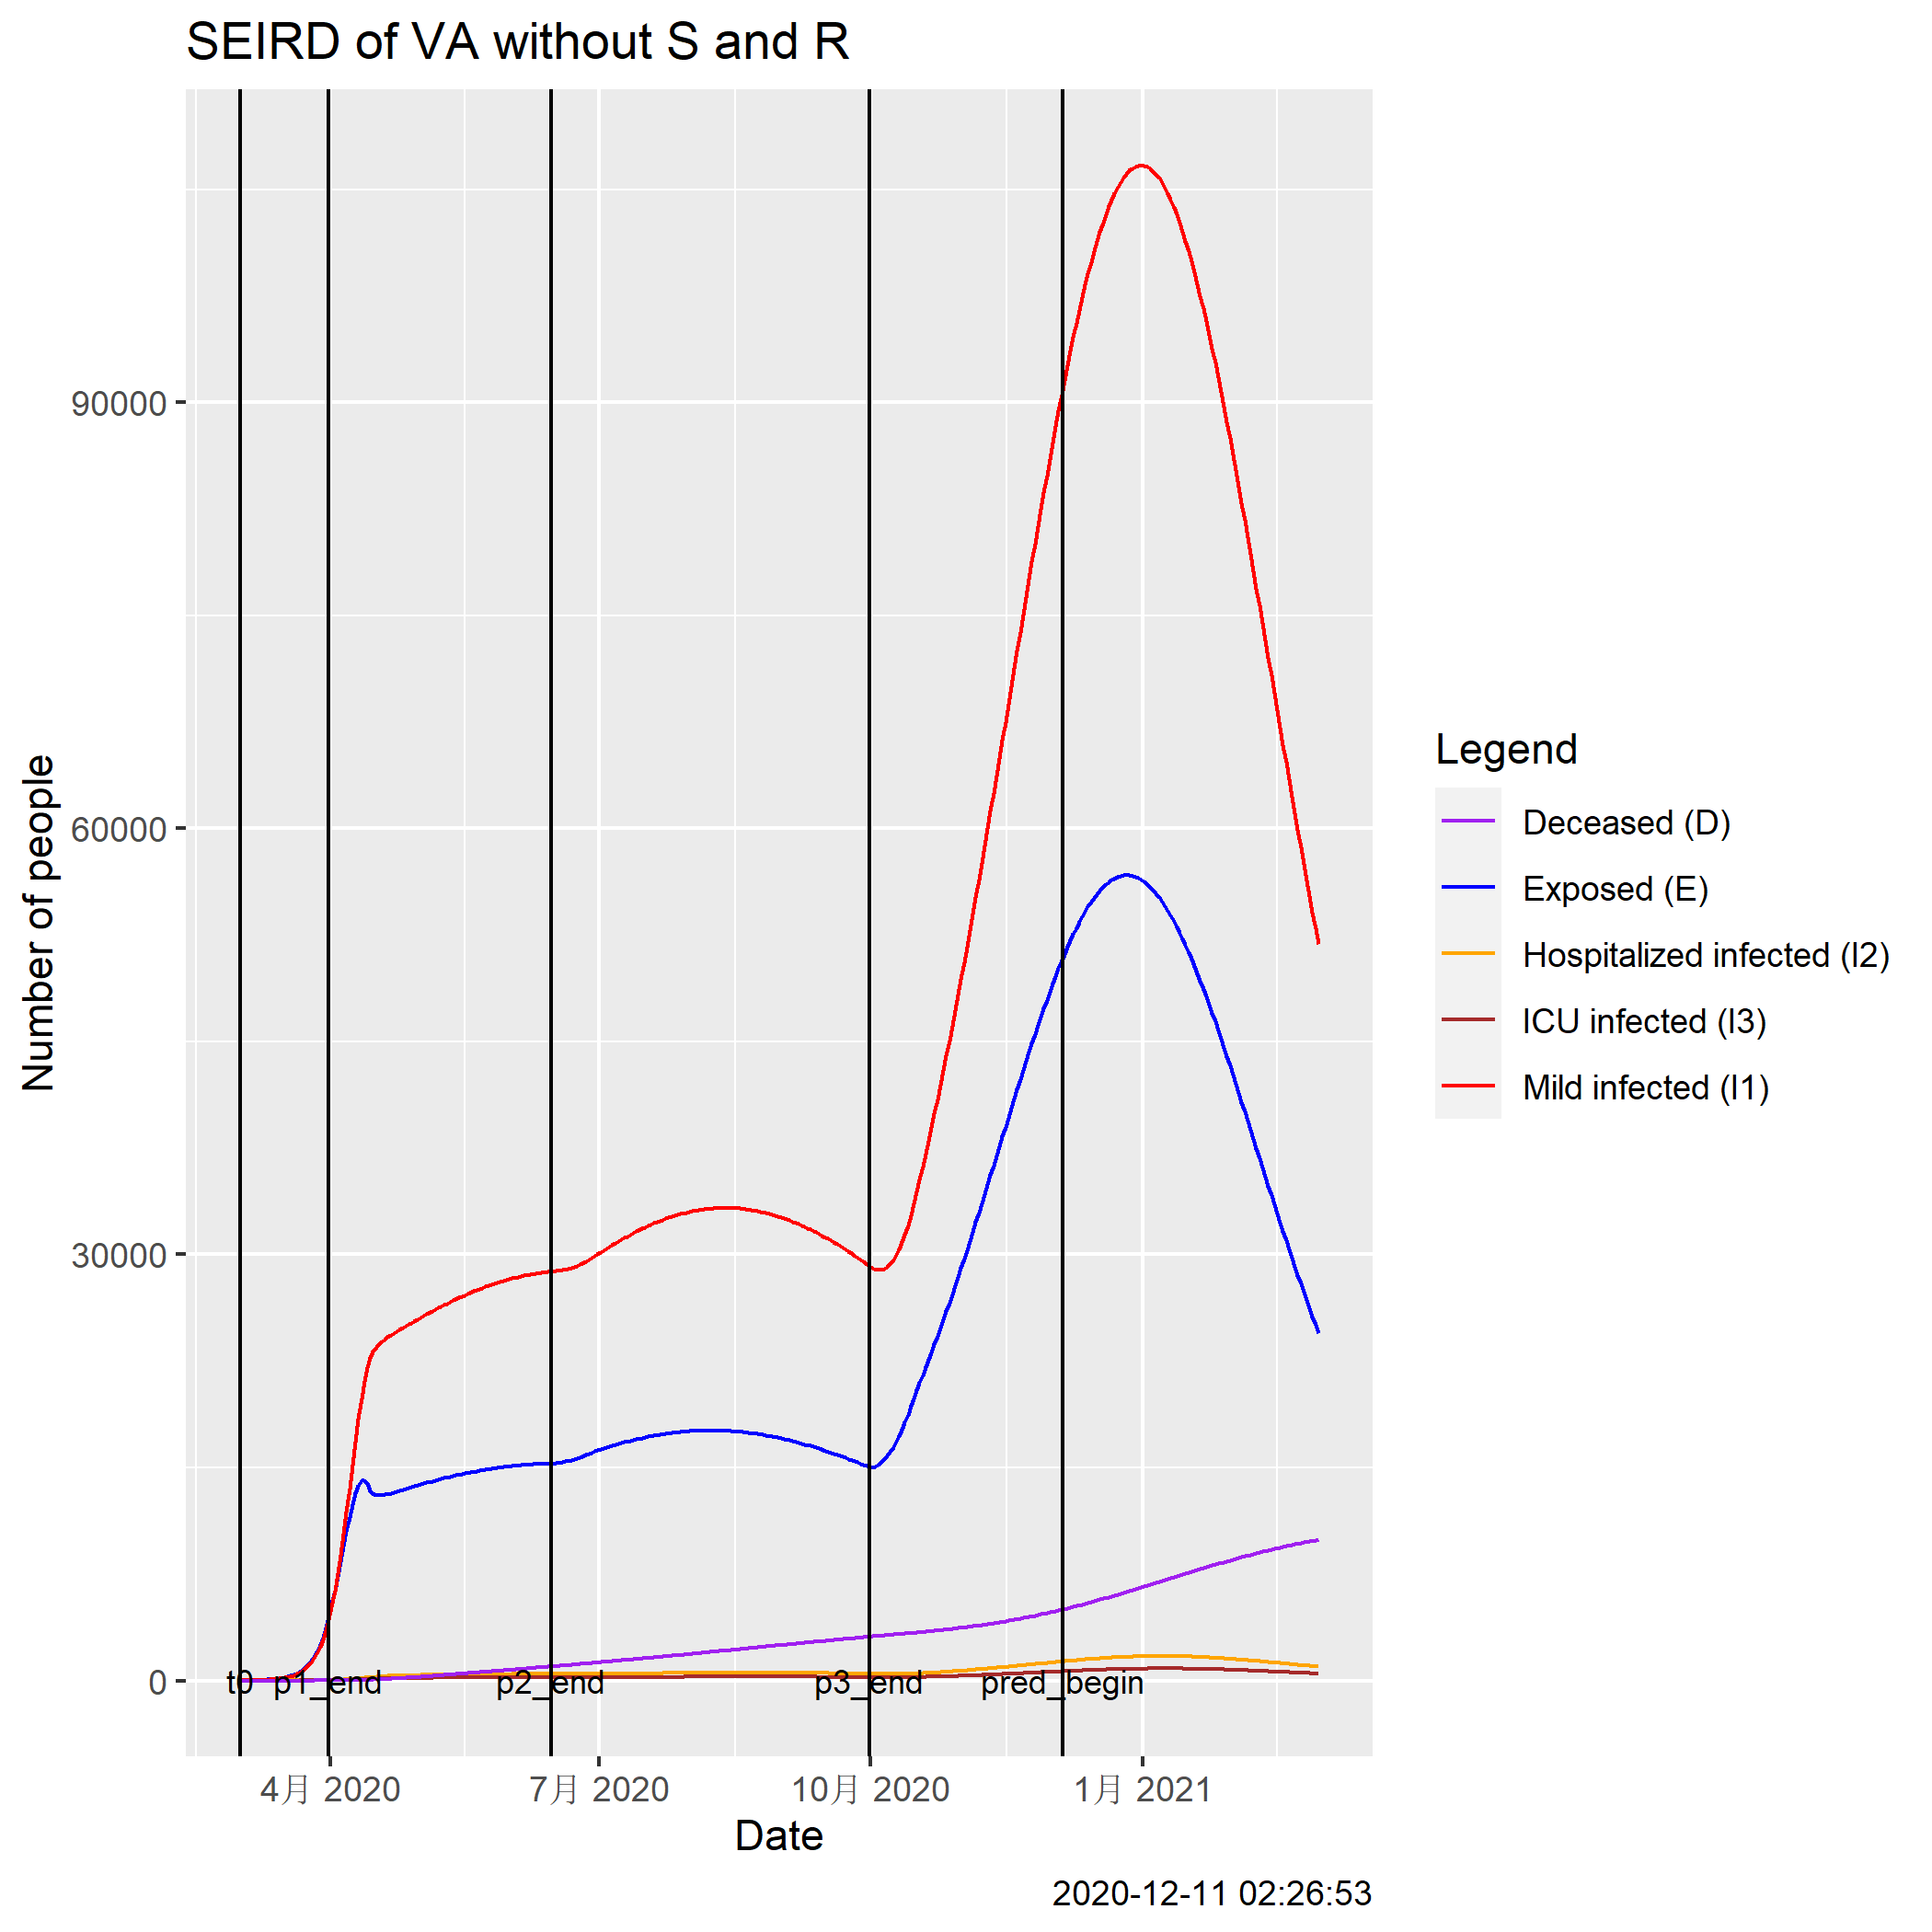 SEIRD of VA without S and R
Number of people
90000
60000
30000
0
t0 p1_end p2_end p3_end pred_begin
4月 2020 7月 2020 10月 2020 1月 2021
Date
Legend
Deceased (D)
Exposed (E)
Hospitalized infected (I2)
ICU infected (I3)
Mild infected (I1)
2020-12-11 02:26:53